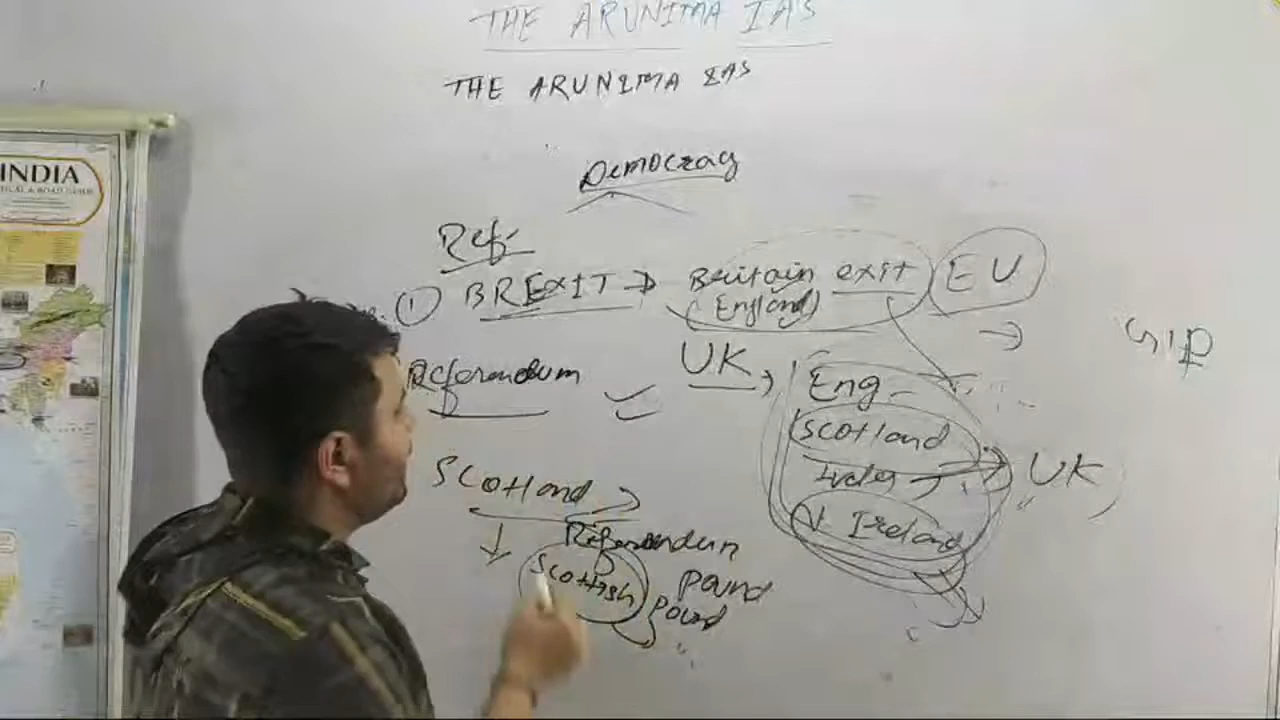 THE ARUNIMA IAS
THE ARUNIMA IAS
INDIA
Democracy
Ref.
① BREXIT → Britain exit EU
(England)
Referendum
UK → Eng
Scotland
UK
N. Ireland
Scotland
Referendum
Scottish Pound
Pound